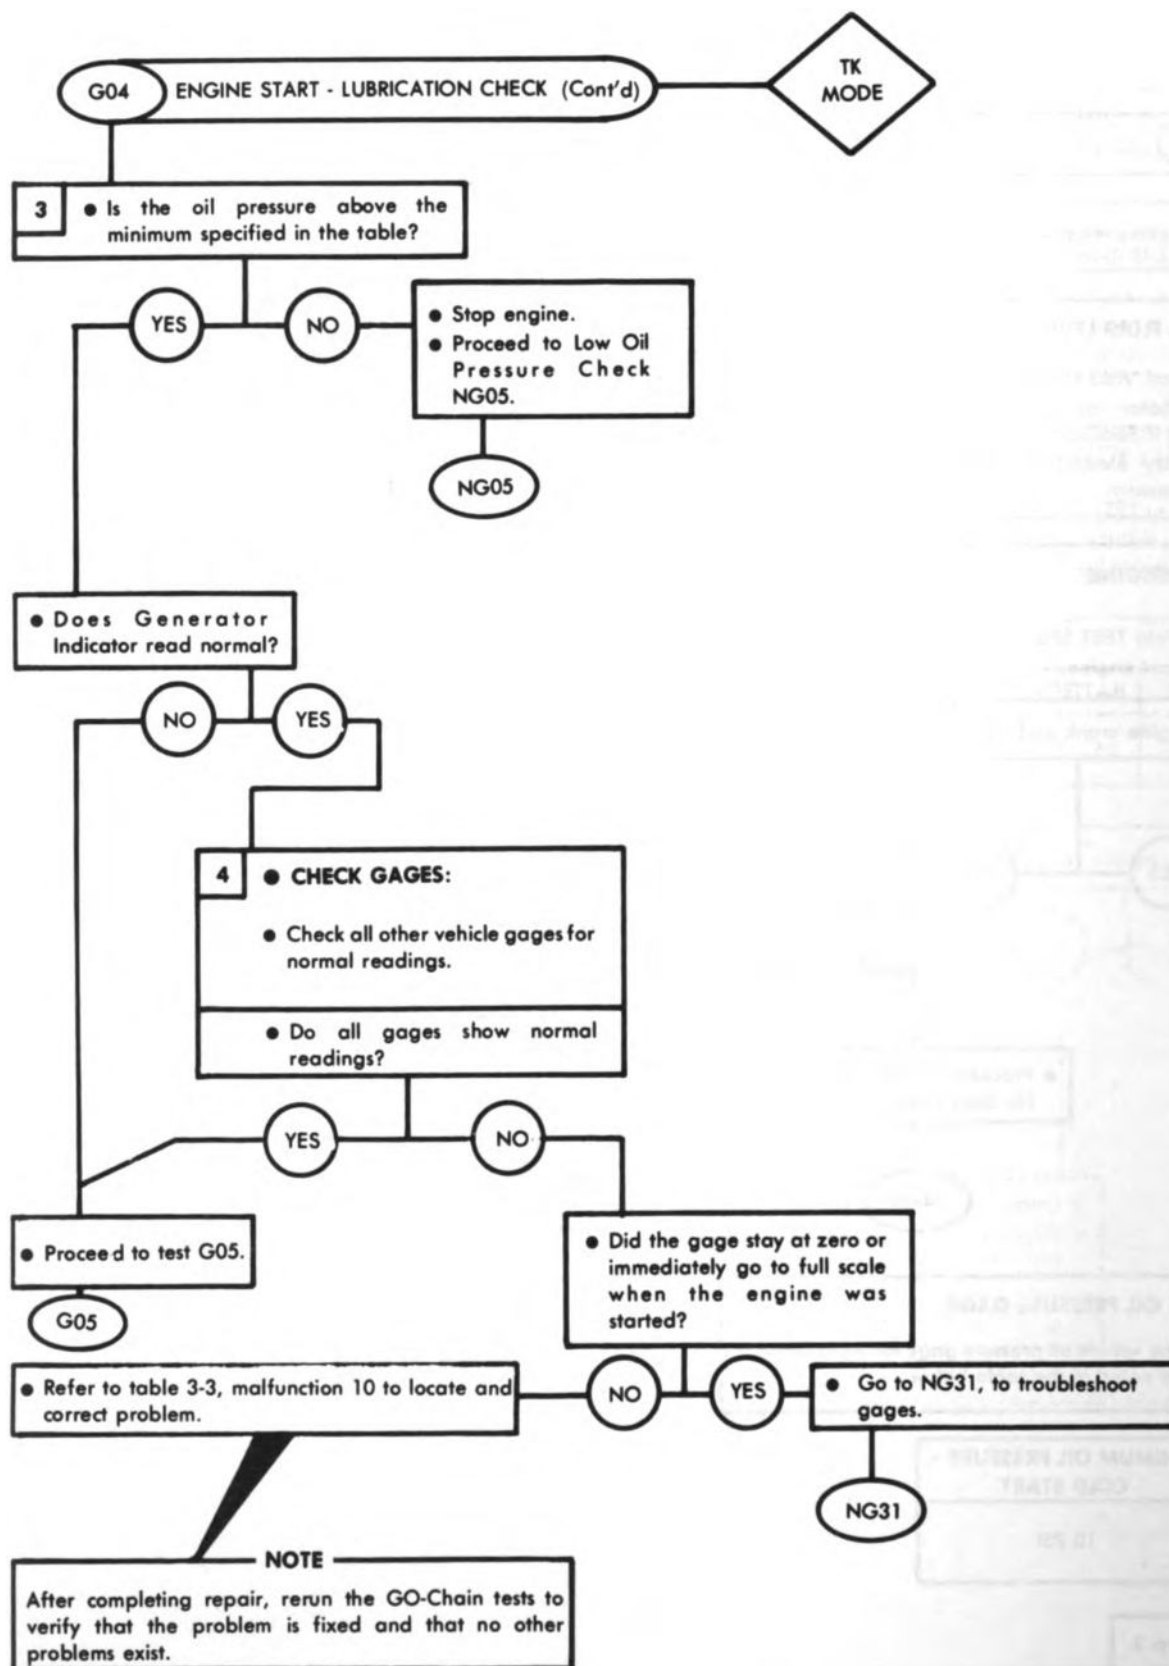 G04 ENGINE START - LUBRICATION CHECK (Cont'd)
TK
MODE
3 ● Is the oil pressure above the
minimum specified in the table?
YES
NO
● Stop engine.
● Proceed to Low Oil
Pressure Check
NG05.
NG05
● Does Generator
Indicator read normal?
NO
YES
4 ● CHECK GAGES:
● Check all other vehicle gages for
normal readings.
● Do all gages show normal
readings?
YES
NO
● Proceed to test G05.
G05
● Did the gage stay at zero or
immediately go to full scale
when the engine was
started?
● Refer to table 3-3, malfunction 10 to locate and
correct problem.
NO
YES
● Go to NG31, to troubleshoot
gages.
NG31
NOTE
After completing repair, rerun the GO-Chain tests to
verify that the problem is fixed and that no other
problems exist.